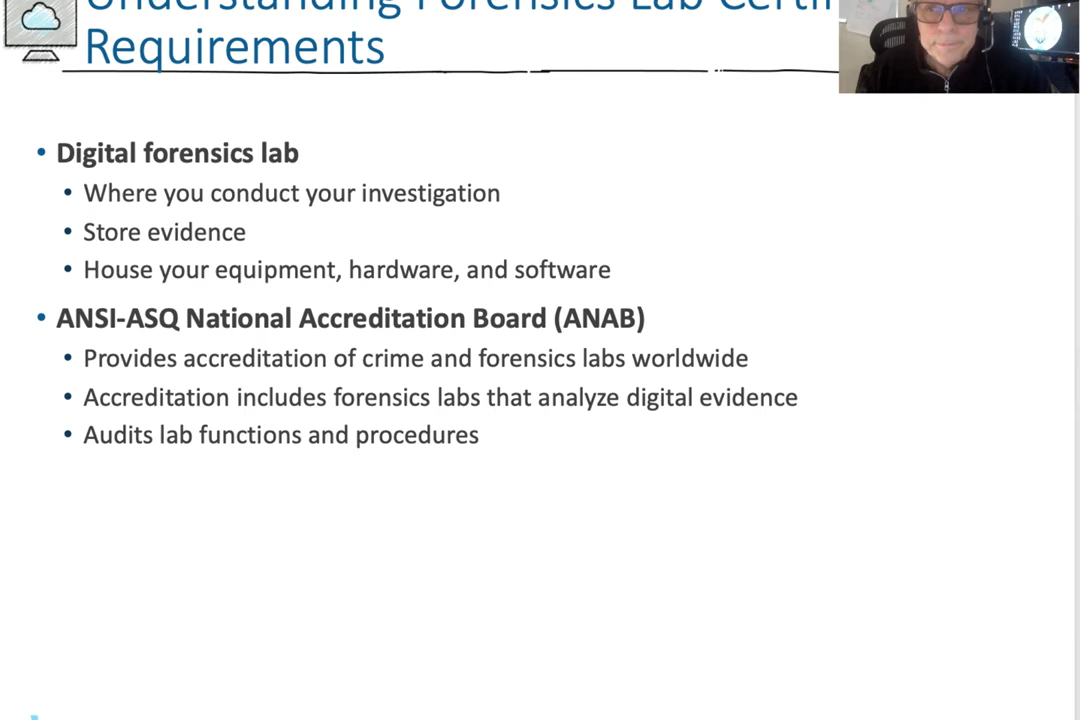 Understanding Forensics Lab Certifi
Requirements
• Digital forensics lab
• Where you conduct your investigation
• Store evidence
• House your equipment, hardware, and software
• ANSI-ASQ National Accreditation Board (ANAB)
• Provides accreditation of crime and forensics labs worldwide
• Accreditation includes forensics labs that analyze digital evidence
• Audits lab functions and procedures